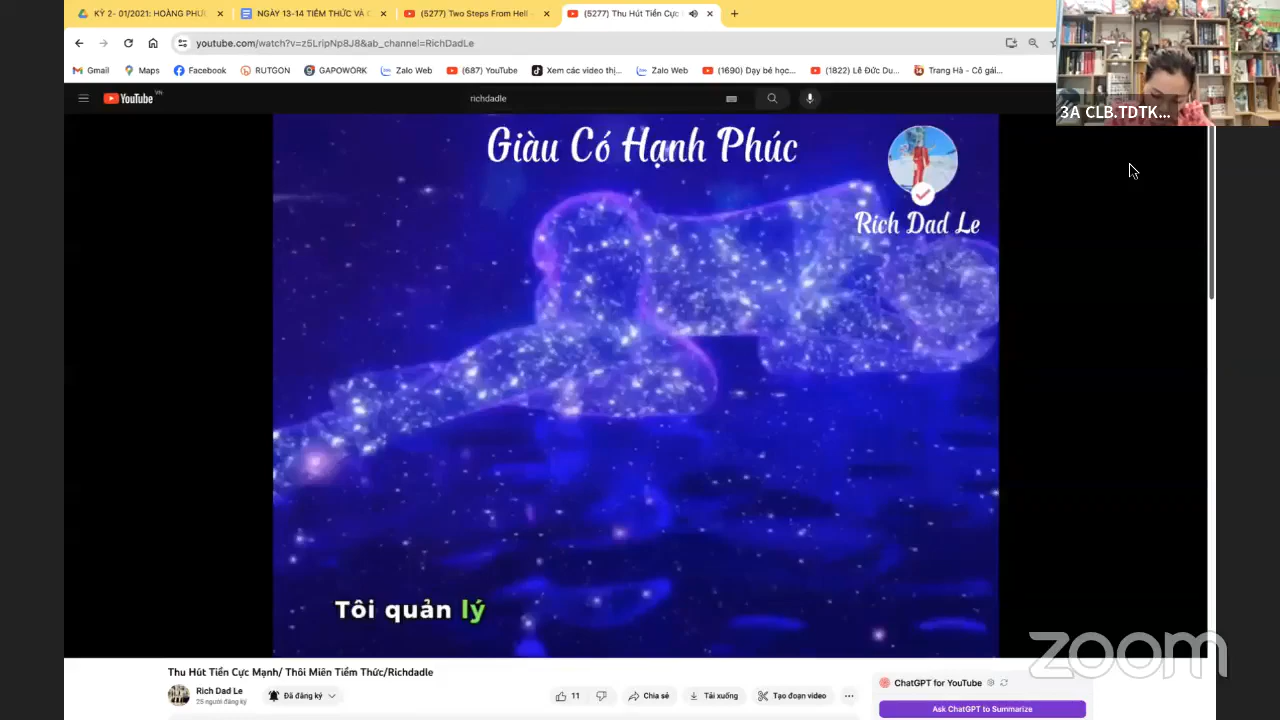 KỲ 2- 01/2021: HOÀNG PHƯ
NGÀY 13-14 TIỀM THỨC VÀ C
(5277) Two Steps From Hell -
(5277) Thu Hút Tiền Cực
youtube.com/watch?v=z5LripNp8J8&ab_channel=RichDadLe
Gmail
Maps
Facebook
RUTGON
GAPOWORK
Zalo Web
(687) YouTube
Xem các video thị...
Zalo Web
(1690) Dạy bé học...
(1822) Lê Đức Du...
Trang Hà - Cô gái...
3A CLB.TDTK...
YouTube VN
richdadle
Giàu Có Hạnh Phúc
Rich Dad Le
Tôi quản lý
zoom
Thu Hút Tiền Cực Mạnh/ Thôi Miên Tiềm Thức/Richdadle
Rich Dad Le
Đã đăng ký
11
Chia sẻ
Tải xuống
Tạo đoạn video
ChatGPT for YouTube
Ask ChatGPT to Summarize